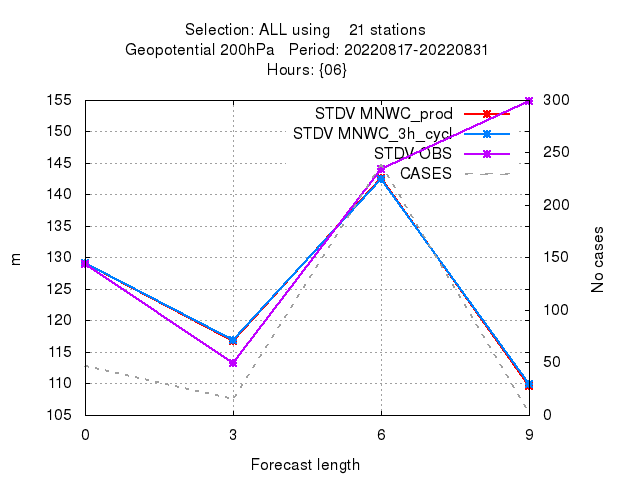 Selection: ALL using    21 stations
Geopotential 200hPa   Period: 20220817-20220831
Hours: {06}
155
150
145
140
135
130
125
120
115
110
105
m
STDV MNWC_prod
STDV MNWC_3h_cycl
STDV OBS
CASES
300
250
200
150
100
50
0
No cases
0
3
6
9
Forecast length